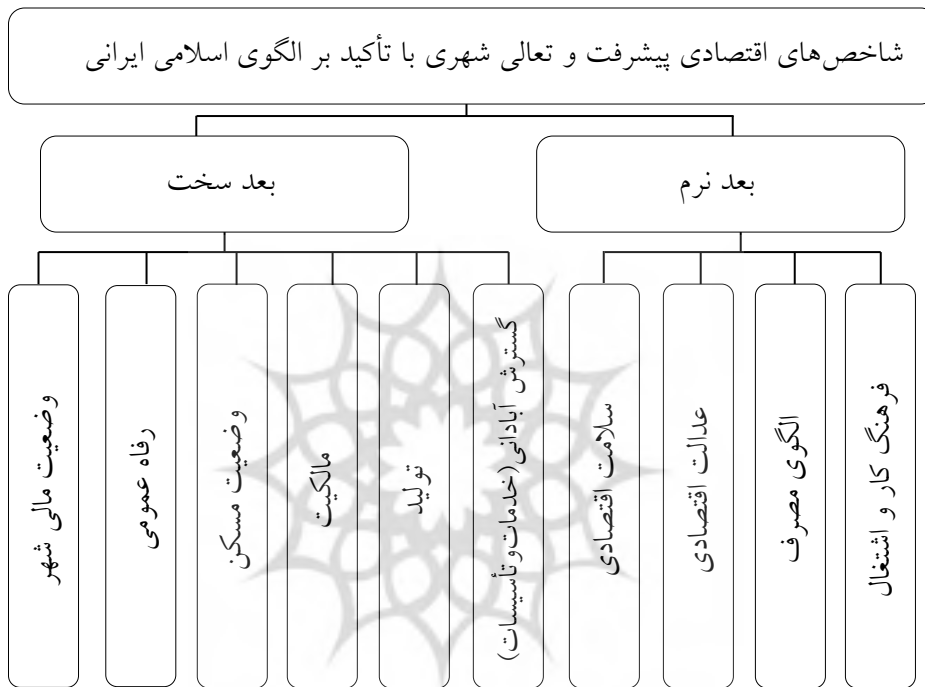 شاخص‌های اقتصادی پیشرفت و تعالی شهری با تأکید بر الگوی اسلامی ایرانی
بعد نرم
بعد سخت
فرهنگ کار و اشتغال
الگوی مصرف
عدالت اقتصادی
سلامت اقتصادی
گسترش آبادانی(خدمات و تأسیسات)
تولید
مالکیت
وضعیت مسکن
رفاه عمومی
وضعیت مالی شهر